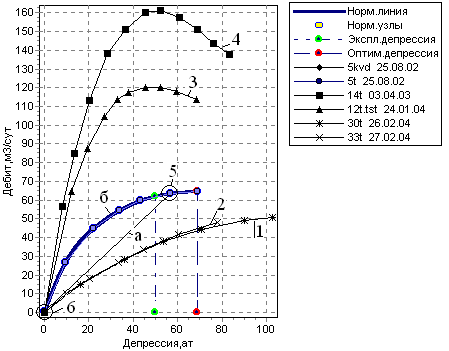 Дебит,м3/сут
160
150
140
130
120
110
100
90
80
70
60
50
40
30
20
10
0
0 20 40 60 80 100
Депрессия,ат
4
3
5
б
а
2
1
6
Норм.линия
Норм.узлы
Экспл.депрессия
Оптим.депрессия
5kvd 25.08.02
5t 25.08.02
14t 03.04.03
12t.tst 24.01.04
30t 26.02.04
33t 27.02.04